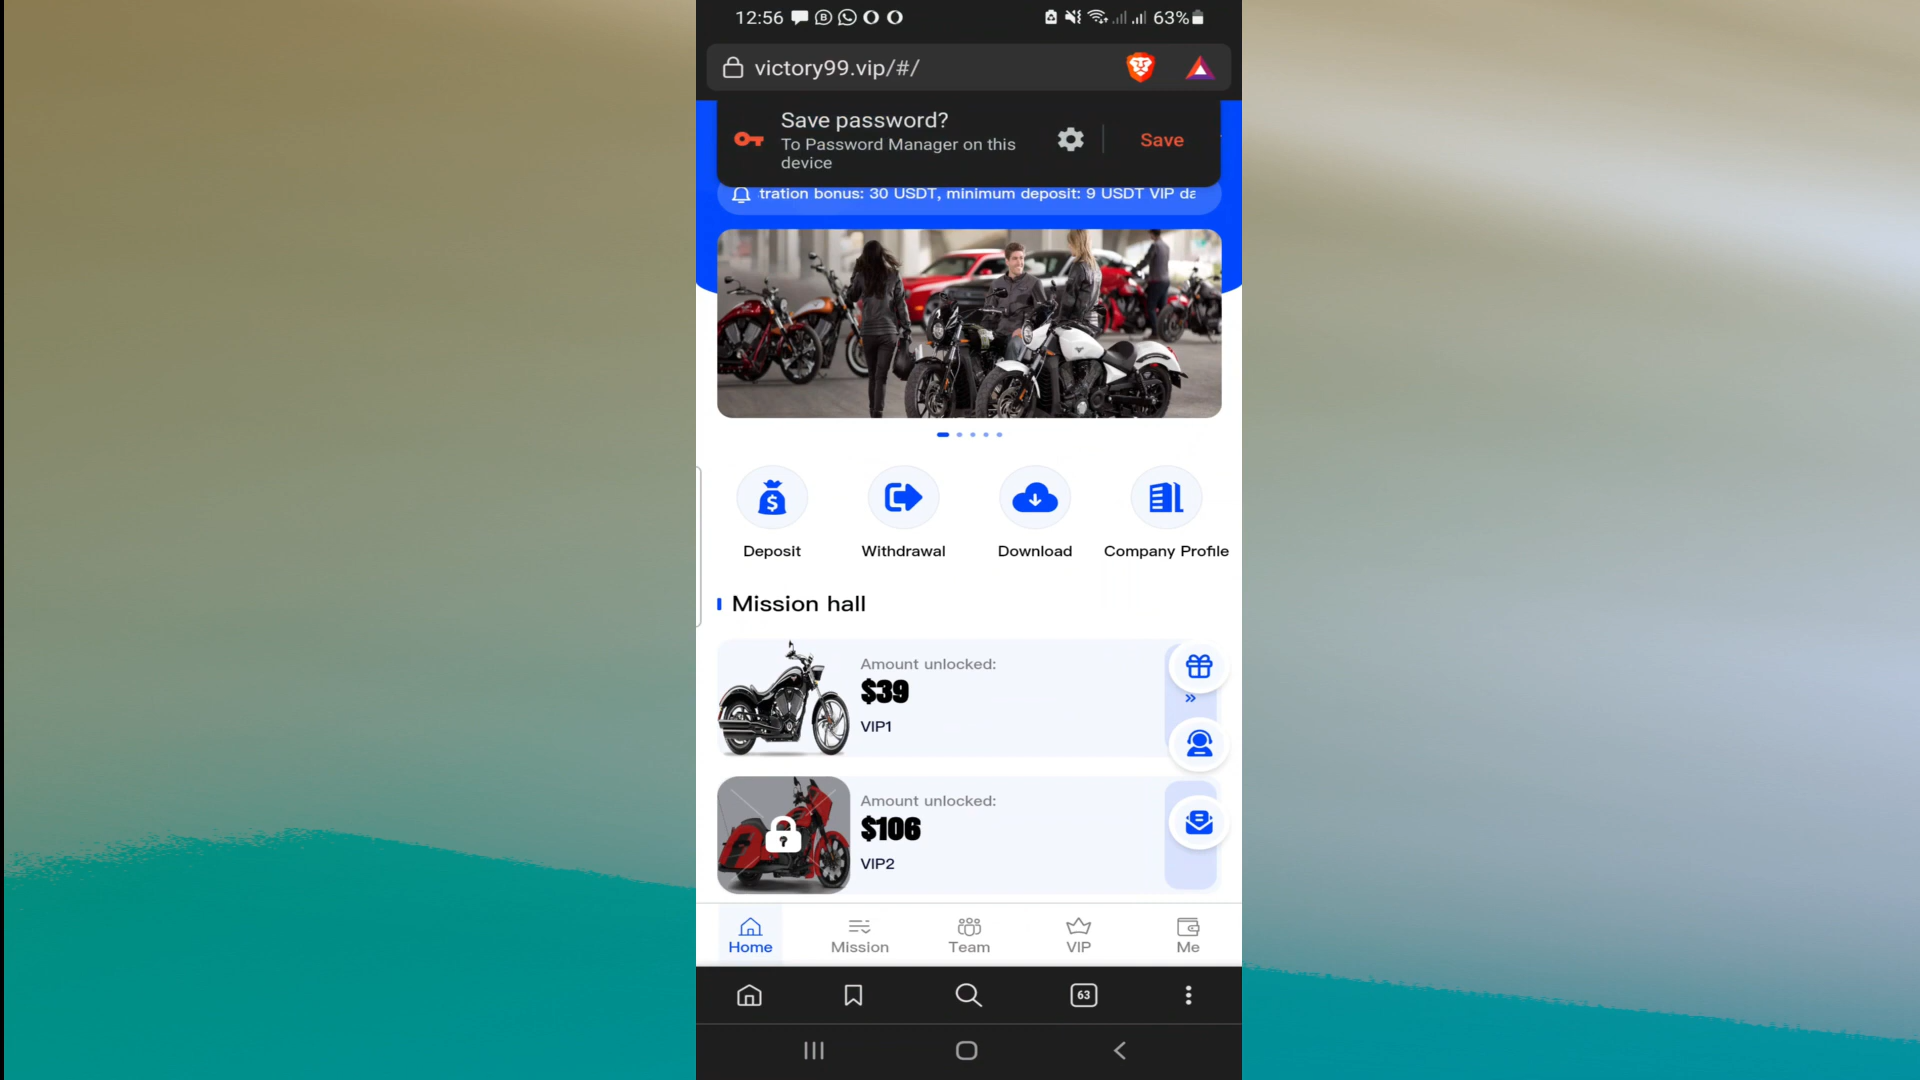 12:56
63%
victory99.vip/#/
Save password?
To Password Manager on this
device
Save
tration bonus: 30 USDT, minimum deposit: 9 USDT VIP da
Deposit
Withdrawal
Download
Company Profile
Mission hall
Amount unlocked:
$39
VIP1
Amount unlocked:
$106
VIP2
Home
Mission
Team
VIP
Me
63